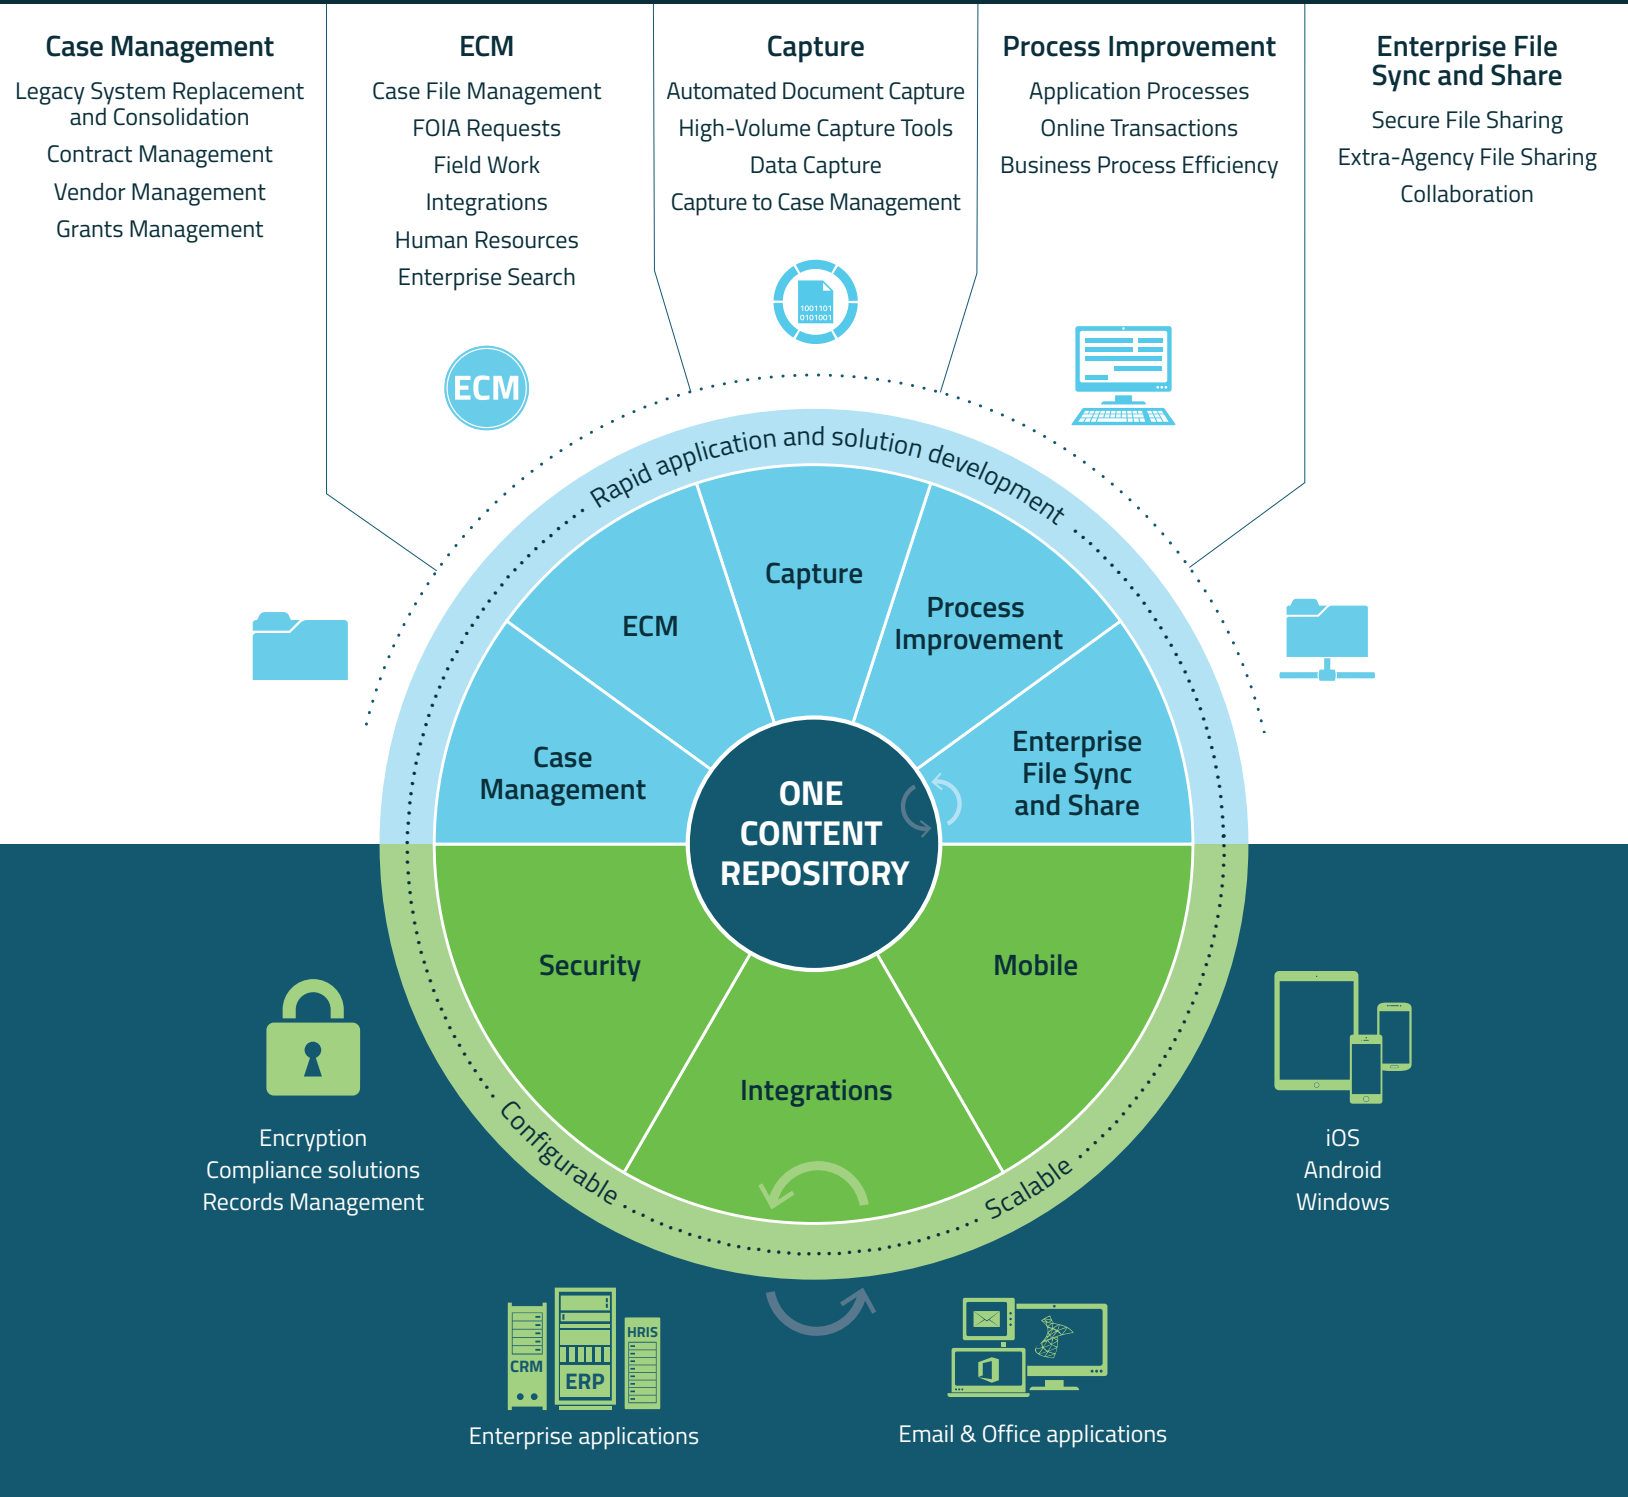 Case Management
Legacy System Replacement
and Consolidation
Contract Management
Vendor Management
Grants Management
ECM
Case File Management
FOIA Requests
Field Work
Integrations
Human Resources
Enterprise Search
Capture
Automated Document Capture
High-Volume Capture Tools
Data Capture
Capture to Case Management
Process Improvement
Application Processes
Online Transactions
Business Process Efficiency
Enterprise File
Sync and Share
Secure File Sharing
Extra-Agency File Sharing
Collaboration
1001101
0101001
ECM
Rapid application and solution development
Capture
ECM
Process
Improvement
Case
Management
Enterprise
File Sync
and Share
ONE
CONTENT
REPOSITORY
Security
Mobile
Integrations
Configurable
Scalable
Encryption
Compliance solutions
Records Management
iOS
Android
Windows
CRM
ERP
HRIS
Enterprise applications
Email & Office applications